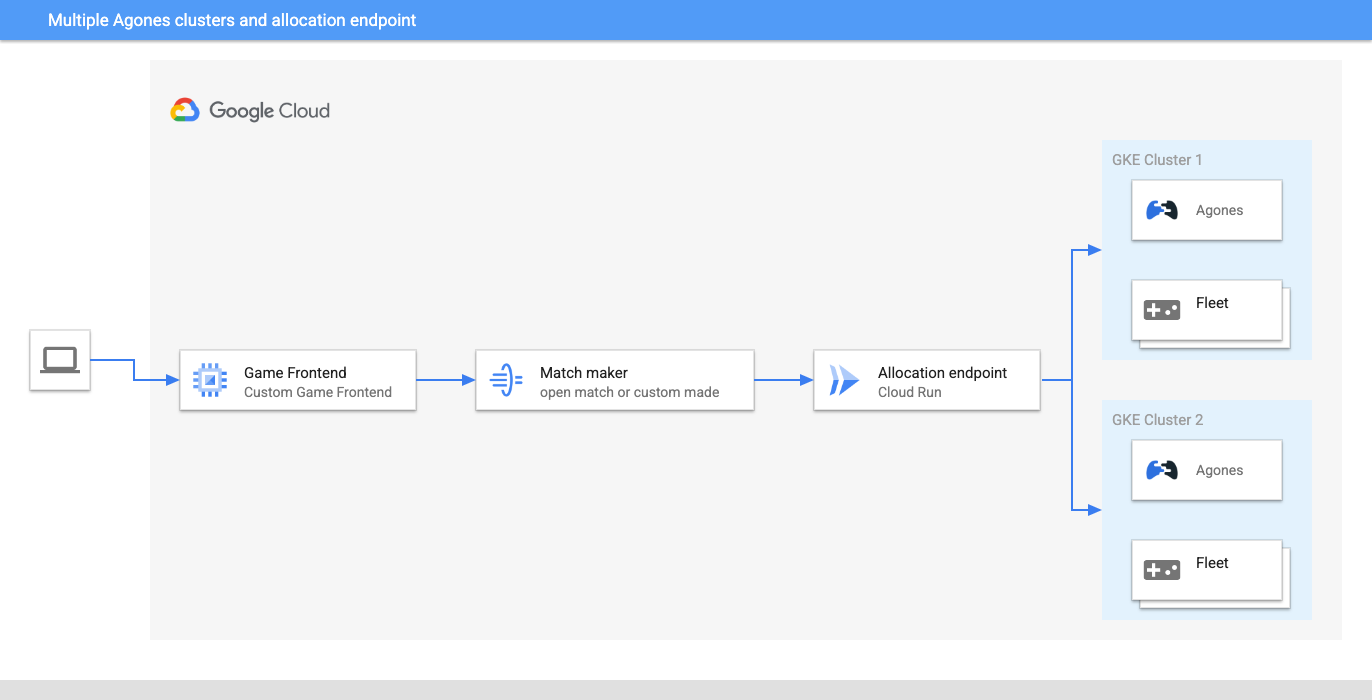 Multiple Agones clusters and allocation endpoint
Google Cloud
GKE Cluster 1
Agones
Fleet
Game Frontend
Custom Game Frontend
Match maker
open match or custom made
Allocation endpoint
Cloud Run
GKE Cluster 2
Agones
Fleet